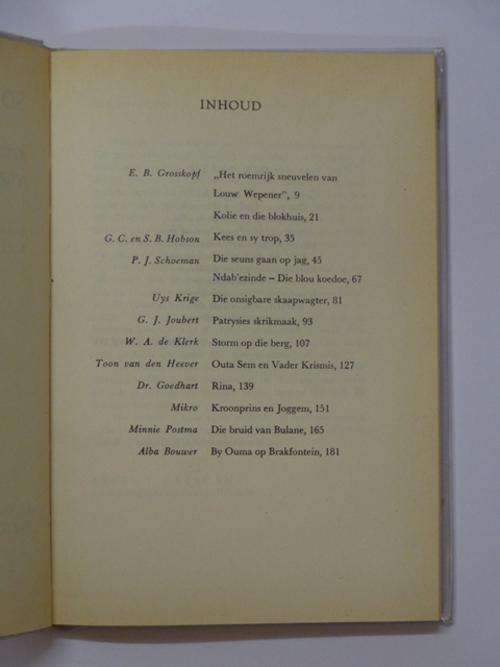 INHOUD
E. B. Grosskopf „Het roemrijk sneuvelen van
Louw Wepener”, 9
Kolie en die blokhuis, 21
G. C. en S. B. Hobson Kees en sy trop, 35
P. J. Schoeman Die seuns gaan op jag, 45
Ndab'ezinde – Die blou koedoe, 67
Uys Krige Die onsigbare skaapwagter, 81
G. J. Joubert Patrysies skrikmaak, 93
W. A. de Klerk Storm op die berg, 107
Toon van den Heever Outa Sem en Vader Krismis, 127
Dr. Goedhart Rina, 139
Mikro Kroonprins en Joggem, 151
Minnie Postma Die bruid van Bulane, 165
Alba Bouwer By Ouma op Brakfontein, 181